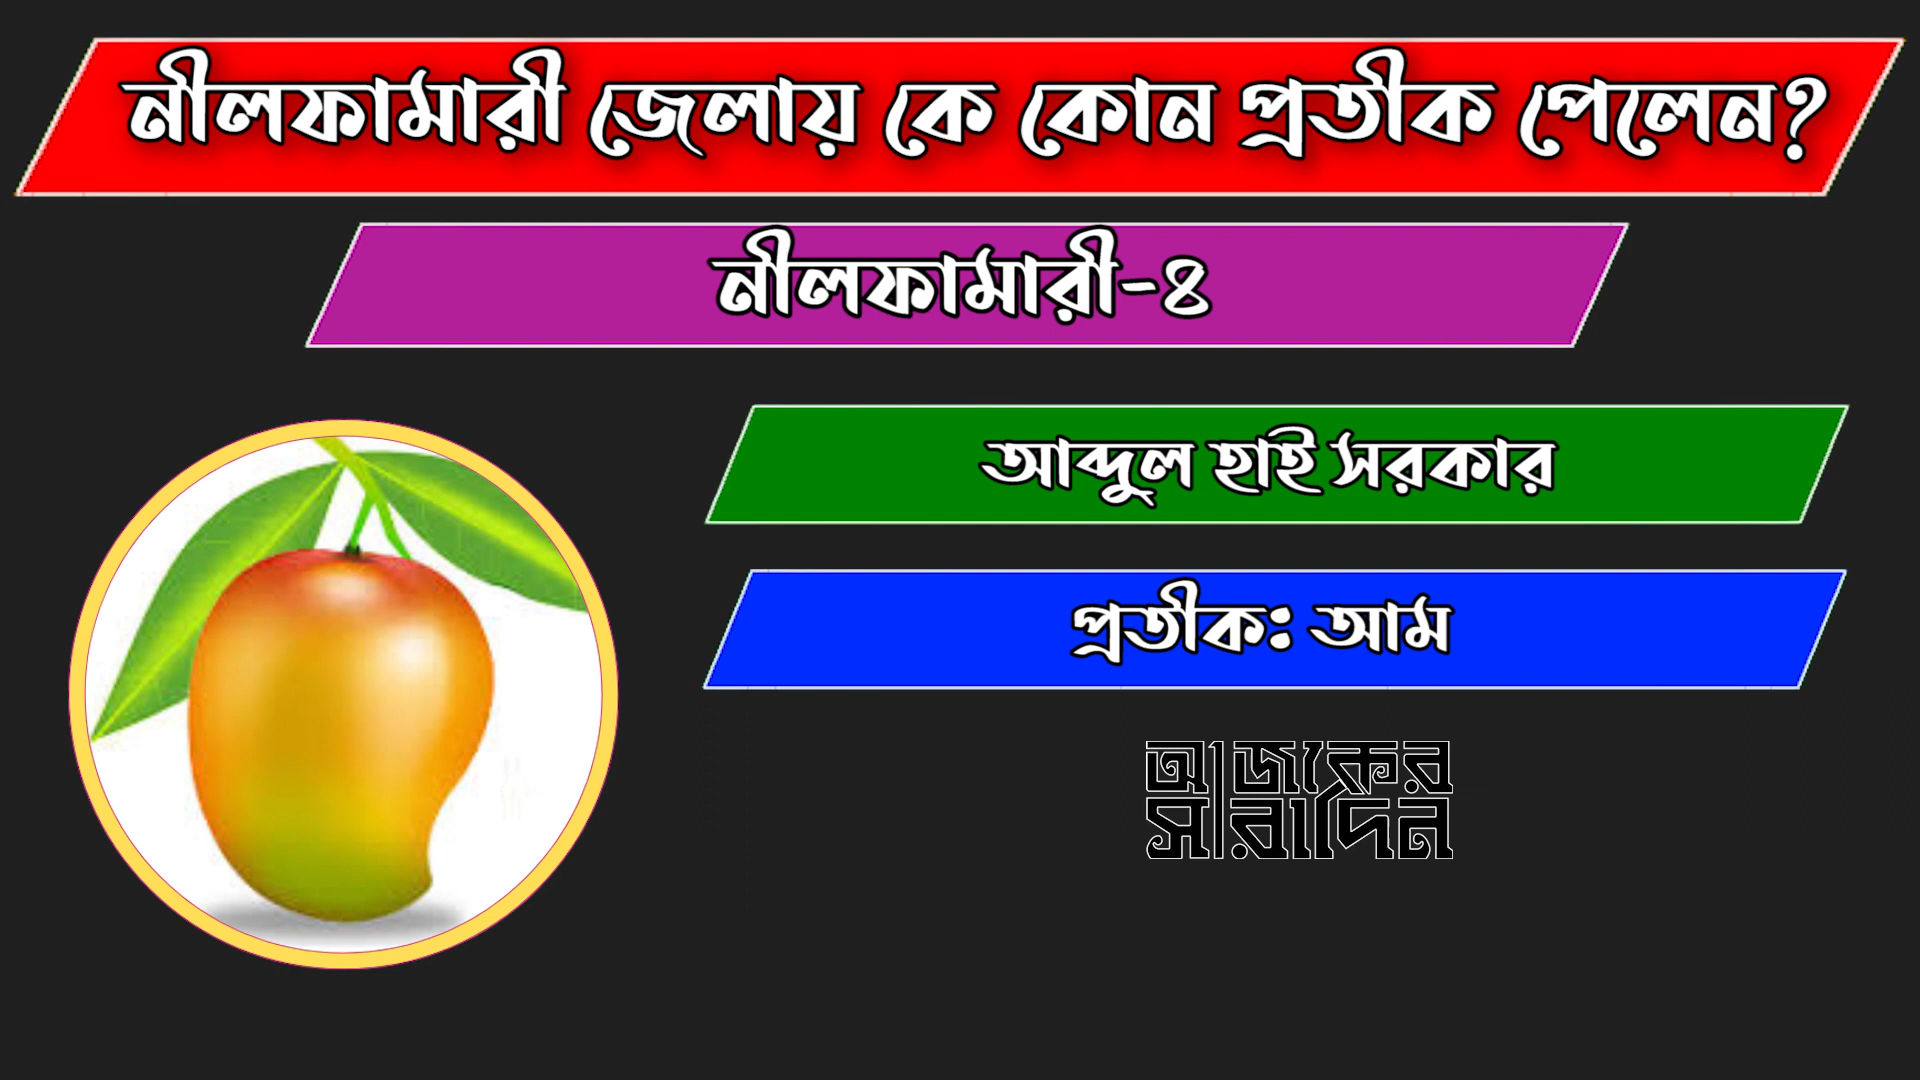 নীলফামারী জেলায় কে কোন প্রতীক পেলেন?
নীলফামারী-৪
আব্দুল হাই সরকার
প্রতীক: আম
আজকের
সারাদিন